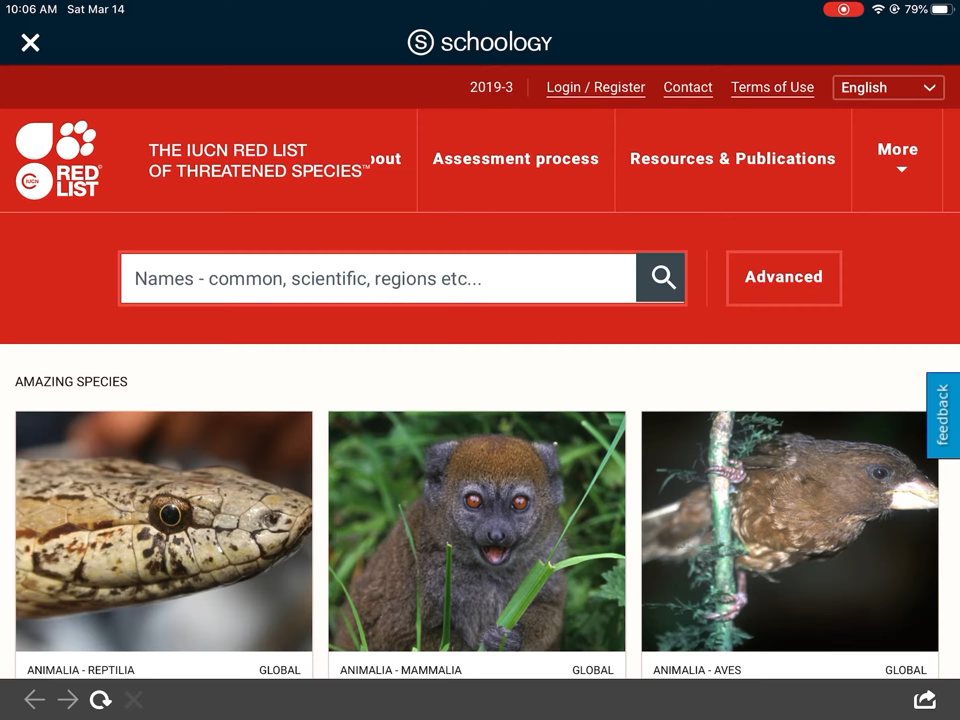 10:06 AM Sat Mar 14
79%
S schoology
2019-3 Login / Register Contact Terms of Use English
IUCN RED LIST
THE IUCN RED LIST
OF THREATENED SPECIES™
out Assessment process Resources & Publications More
Names - common, scientific, regions etc... Advanced
feedback
AMAZING SPECIES
ANIMALIA - REPTILIA GLOBAL
ANIMALIA - MAMMALIA GLOBAL
ANIMALIA - AVES GLOBAL